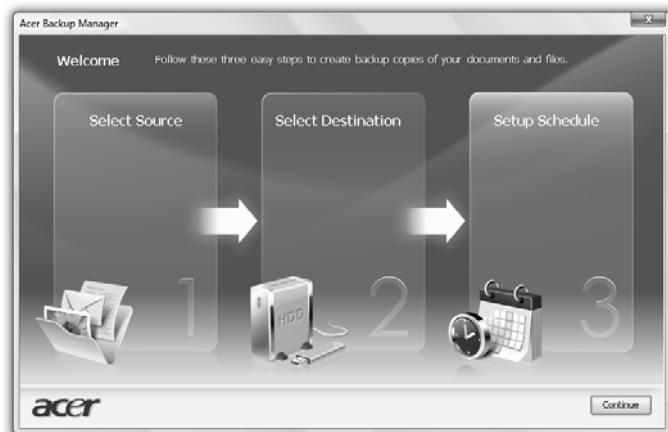 Acer Backup Manager
Welcome Follow these three easy steps to create backup copies of your documents and files.
Select Source
1
Select Destination
HDD
2
Setup Schedule
3
acer
Continue